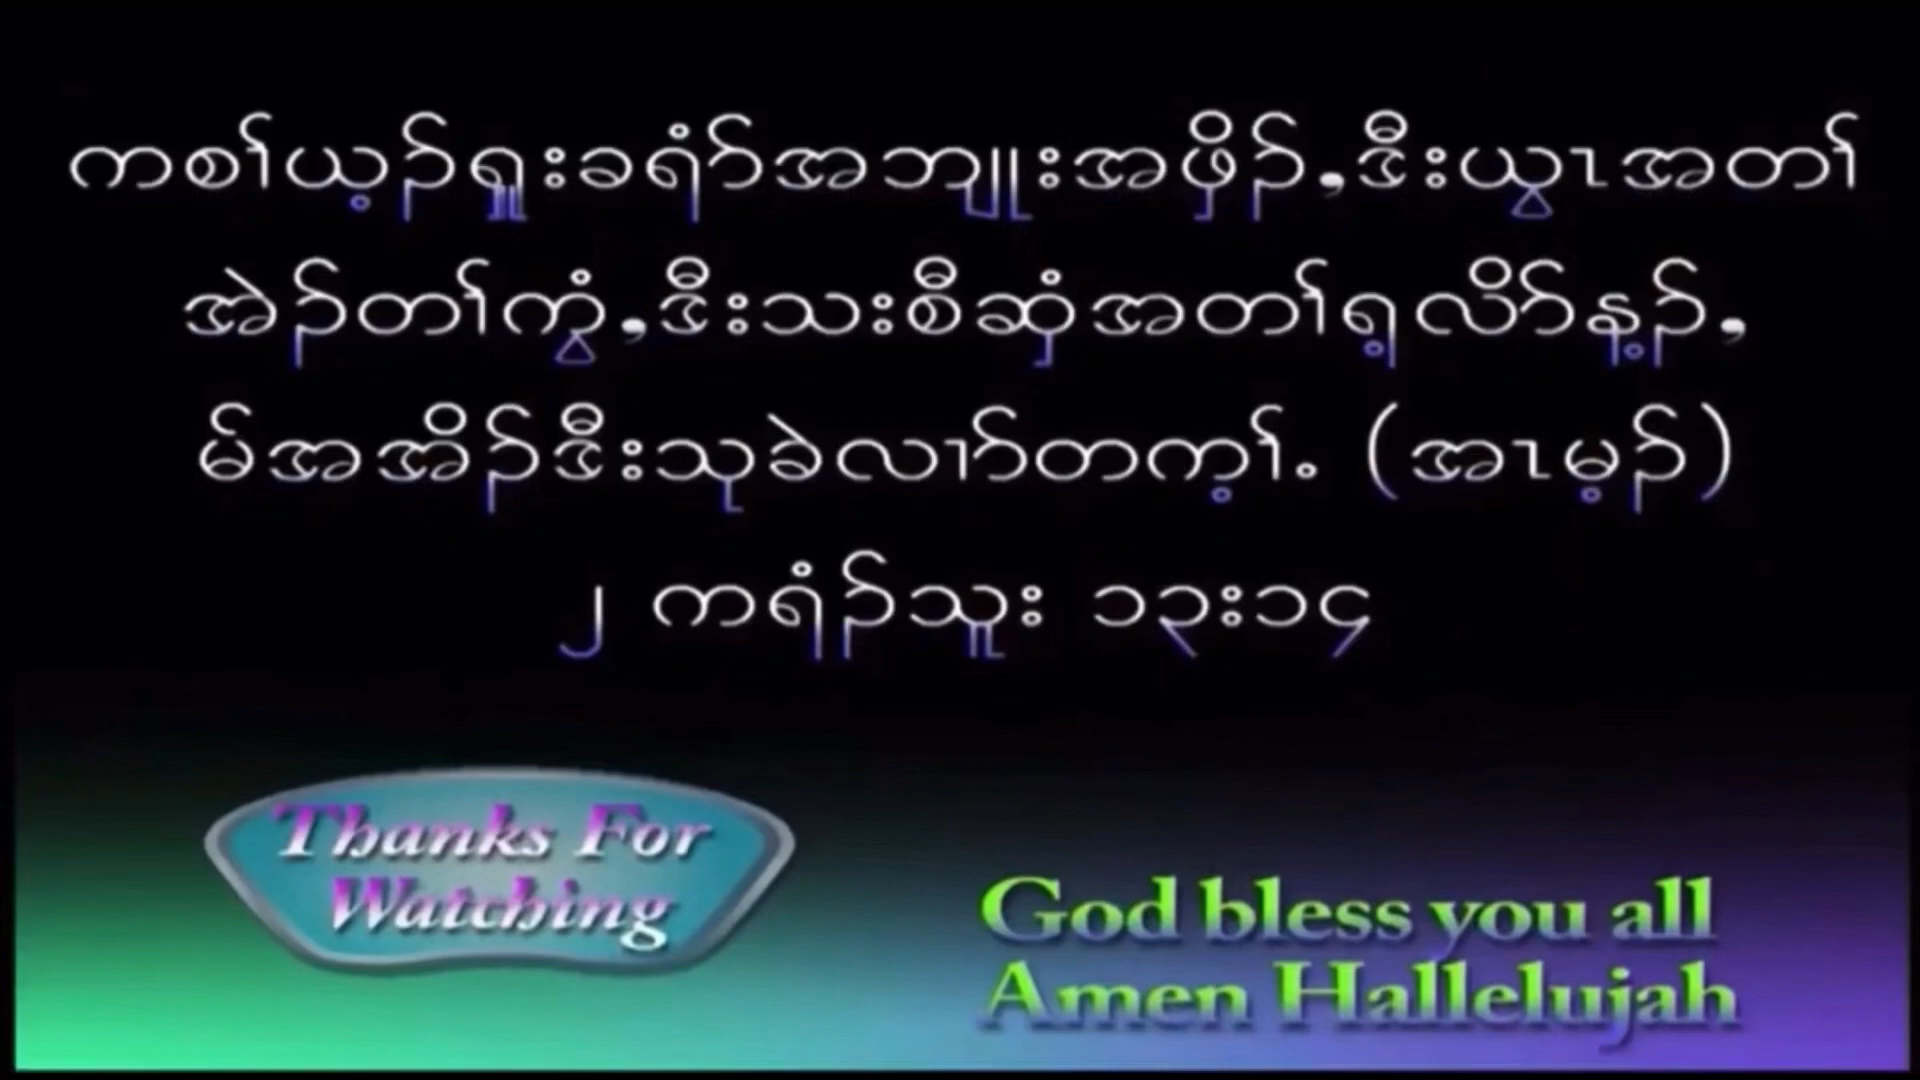 ကစၢ်ယ့ၣ်ရှူးခရံာ်အဘျုးအဖှိၣ်,ဒီးယွၤအတၢ်
အဲၣ်တၢ်ကွံ,ဒီးသးစီဆှံအတၢ်ရ့လိာ်န့ၣ်,
မ်အအိၣ်ဒီးသုခဲလၢာ်တက့ၢ်. (အၤမ့ၣ်)
၂ ကရံၣ်သူး ၁၃း၁၄
Thanks For
Watching
God bless you all
Amen Hallelujah